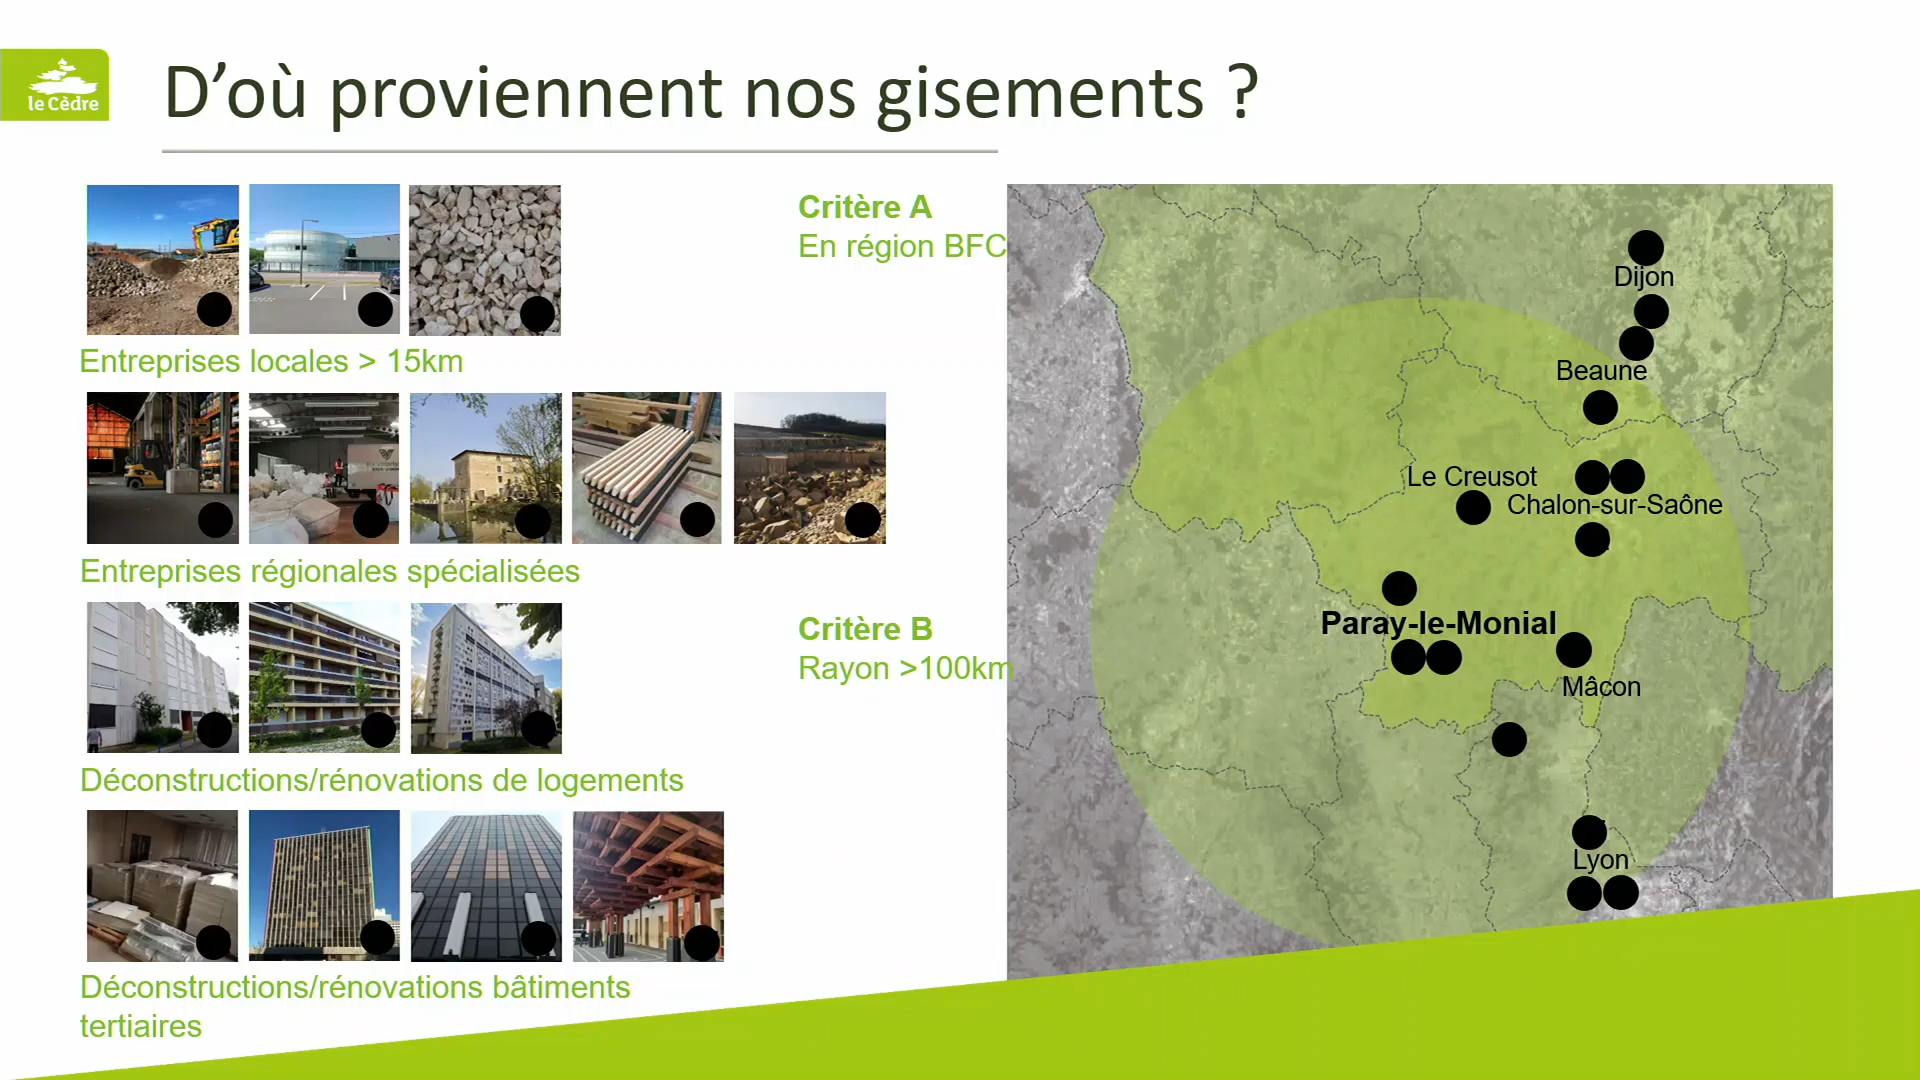 le Cèdre
D’où proviennent nos gisements ?
Critère A
En région BFC
Entreprises locales > 15km
Entreprises régionales spécialisées
Critère B
Rayon >100km
Déconstructions/rénovations de logements
Déconstructions/rénovations bâtiments
tertiaires
Dijon
Beaune
Le Creusot
Chalon-sur-Saône
Paray-le-Monial
Mâcon
Lyon